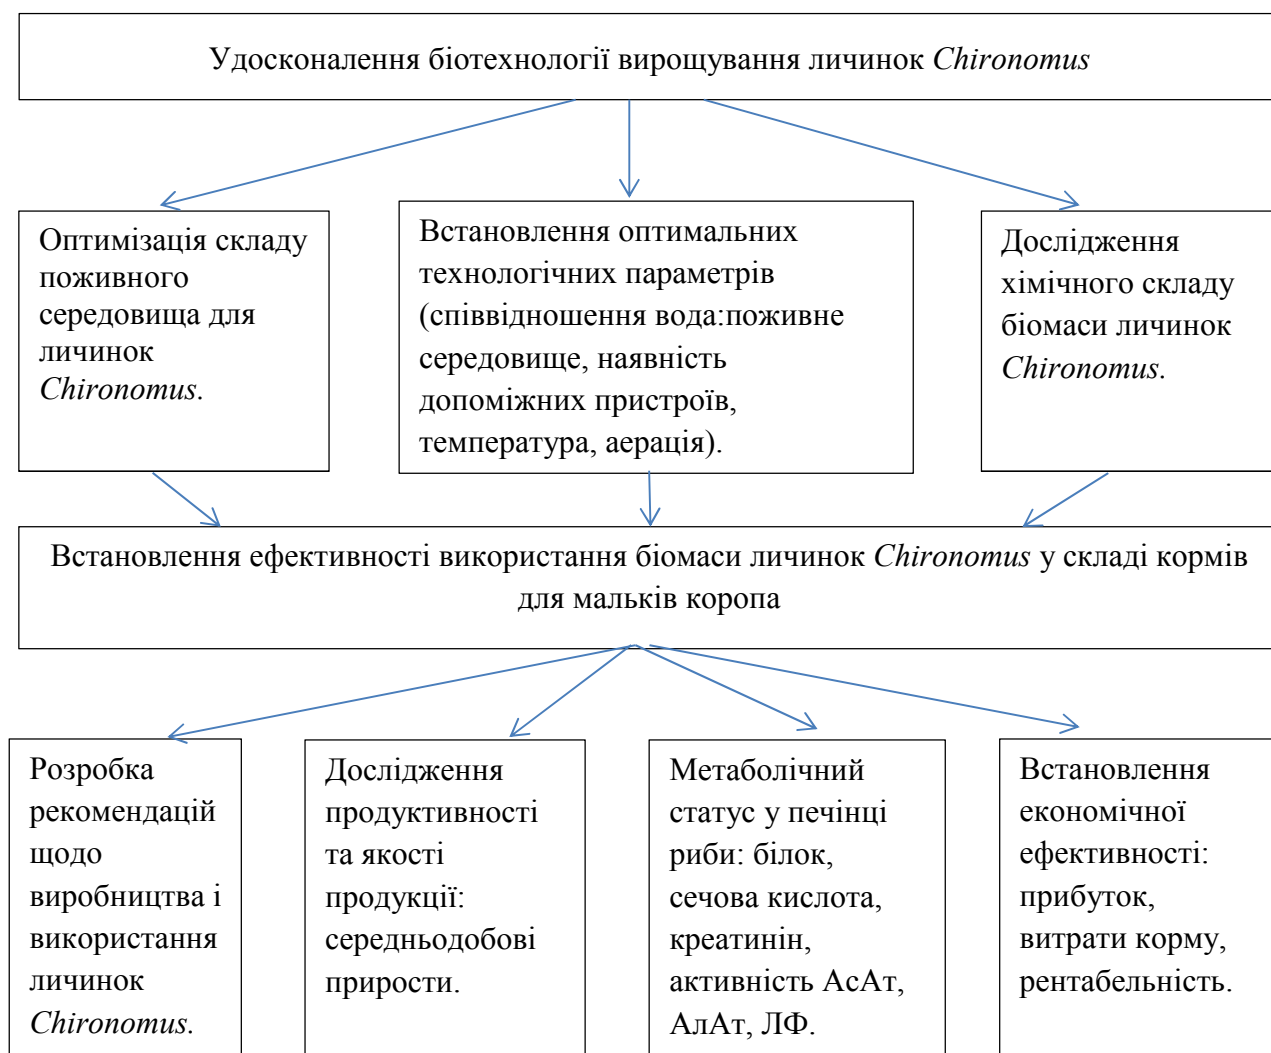 Удосконалення біотехнології вирощування личинок Chironomus
Оптимізація складу
поживного
середовища для
личинок
Chironomus.
Встановлення оптимальних
технологічних параметрів
(співвідношення вода:поживне
середовище, наявність
допоміжних пристроїв,
температура, аерація).
Дослідження
хімічного складу
біомаси личинок
Chironomus.
Встановлення ефективності використання біомаси личинок Chironomus у складі кормів
для мальків коропа
Розробка
рекомендацій
щодо
виробництва і
використання
личинок
Chironomus.
Дослідження
продуктивності
та якості
продукції:
середньодобові
прирости.
Метаболічний
статус у печінці
риби: білок,
сечова кислота,
креатинін,
активність АсАт,
АлАт, ЛФ.
Встановлення
економічної
ефективності:
прибуток,
витрати корму,
рентабельність.